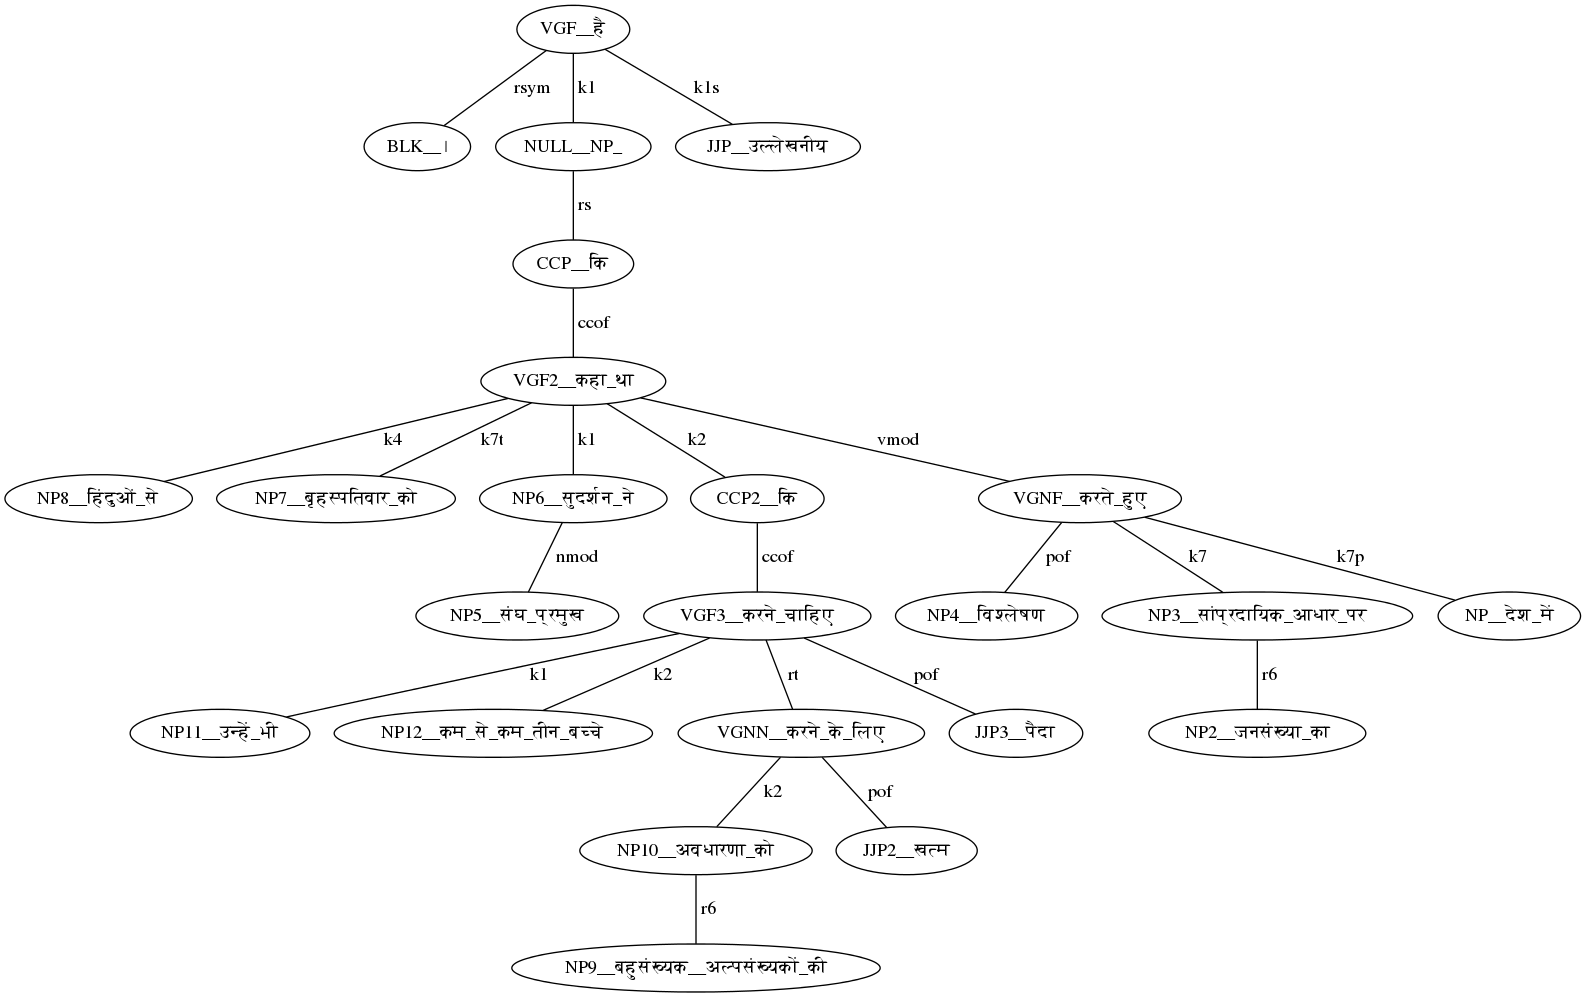 VGF__है
rsym k1 k1s
BLK__। NULL__NP_ JJP__उल्लेखनीय
rs
CCP__कि
ccof
VGF2__कहा_था
k4 k7t k1 k2 vmod
NP8__हिंदुओं_से NP7__बृहस्पतिवार_को NP6__सुदर्शन_ने CCP2__कि VGNF__करते_हुए
nmod ccof pof k7 k7p
NP5__संघ_प्रमुख VGF3__करने_चाहिए NP4__विश्लेषण NP3__सांप्रदायिक_आधार_पर NP__देश_में
k1 k2 rt pof r6
NP11__उन्हें_भी NP12__कम_से_कम_तीन_बच्चे VGNN__करने_के_लिए JJP3__पैदा NP2__जनसंख्या_का
k2 pof
NP10__अवधारणा_को JJP2__खत्म
r6
NP9__बहुसंख्यक__अल्पसंख्यकों_की